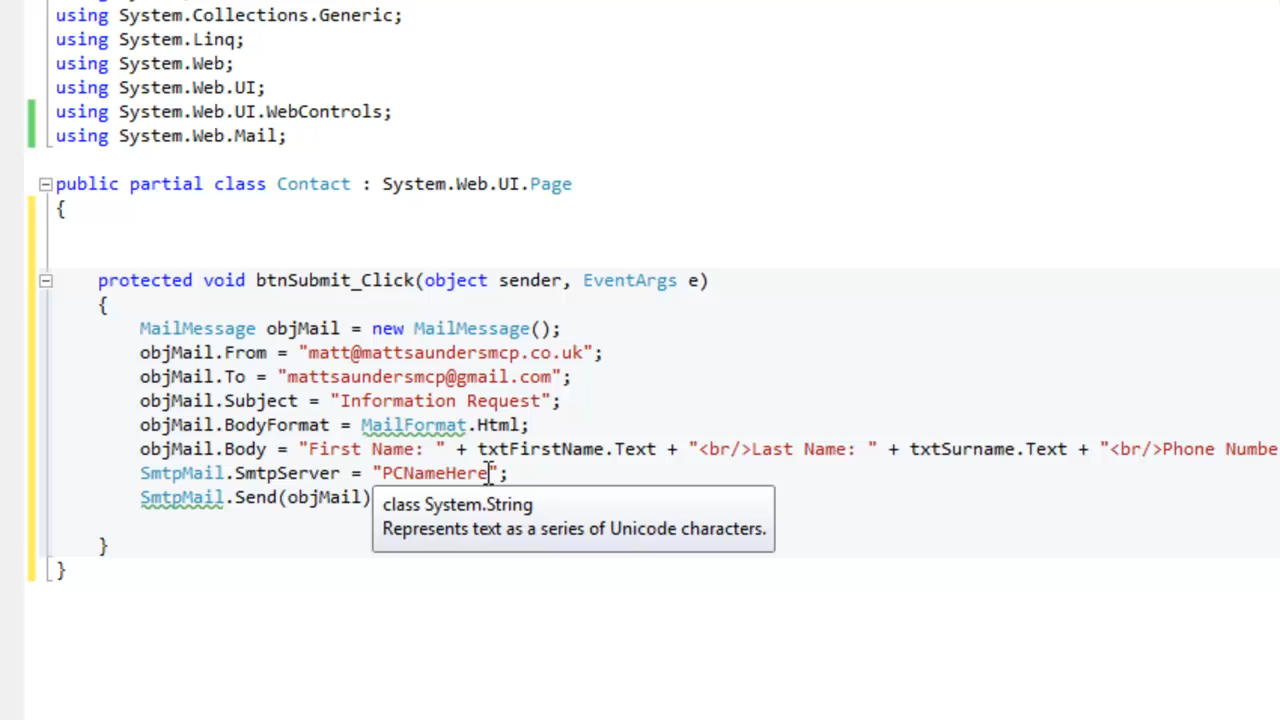 using System.Collections.Generic;
using System.Linq;
using System.Web;
using System.Web.UI;
using System.Web.UI.WebControls;
using System.Web.Mail;
public partial class Contact : System.Web.UI.Page
{
protected void btnSubmit_Click(object sender, EventArgs e)
{
MailMessage objMail = new MailMessage();
objMail.From = "matt@mattsaundersmcp.co.uk";
objMail.To = "mattsaundersmcp@gmail.com";
objMail.Subject = "Information Request";
objMail.BodyFormat = MailFormat.Html;
objMail.Body = "First Name: " + txtFirstName.Text + "<br/>Last Name: " + txtSurname.Text + "<br/>Phone Numbe
SmtpMail.SmtpServer = "PCNameHere";
SmtpMail.Send(objMail)
class System.String
Represents text as a series of Unicode characters.
}
}